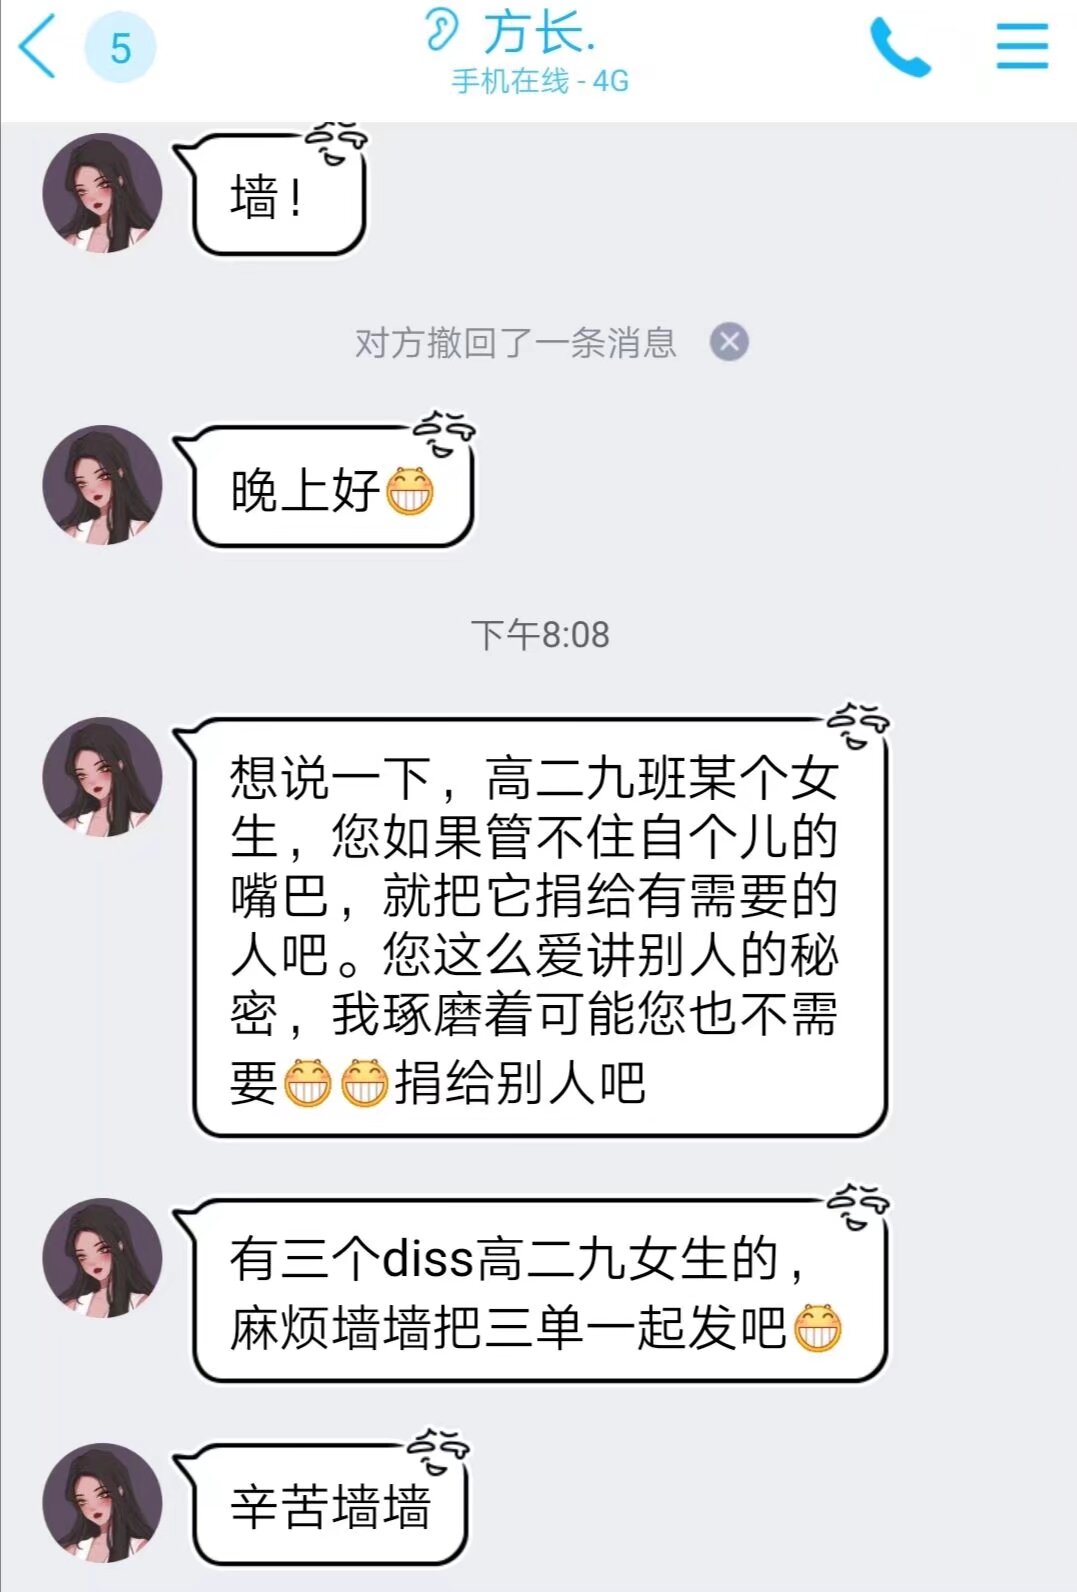 5
方长.
手机在线 - 4G
墙!
对方撤回了一条消息
晚上好
下午8:08
想说一下，高二九班某个女
生，您如果管不住自个儿的
嘴巴，就把它捐给有需要的
人吧。您这么爱讲别人的秘
密，我琢磨着可能您也不需
要😁😁捐给别人吧
有三个diss高二九女生的，
麻烦墙墙把三单一起发吧😁
辛苦墙墙